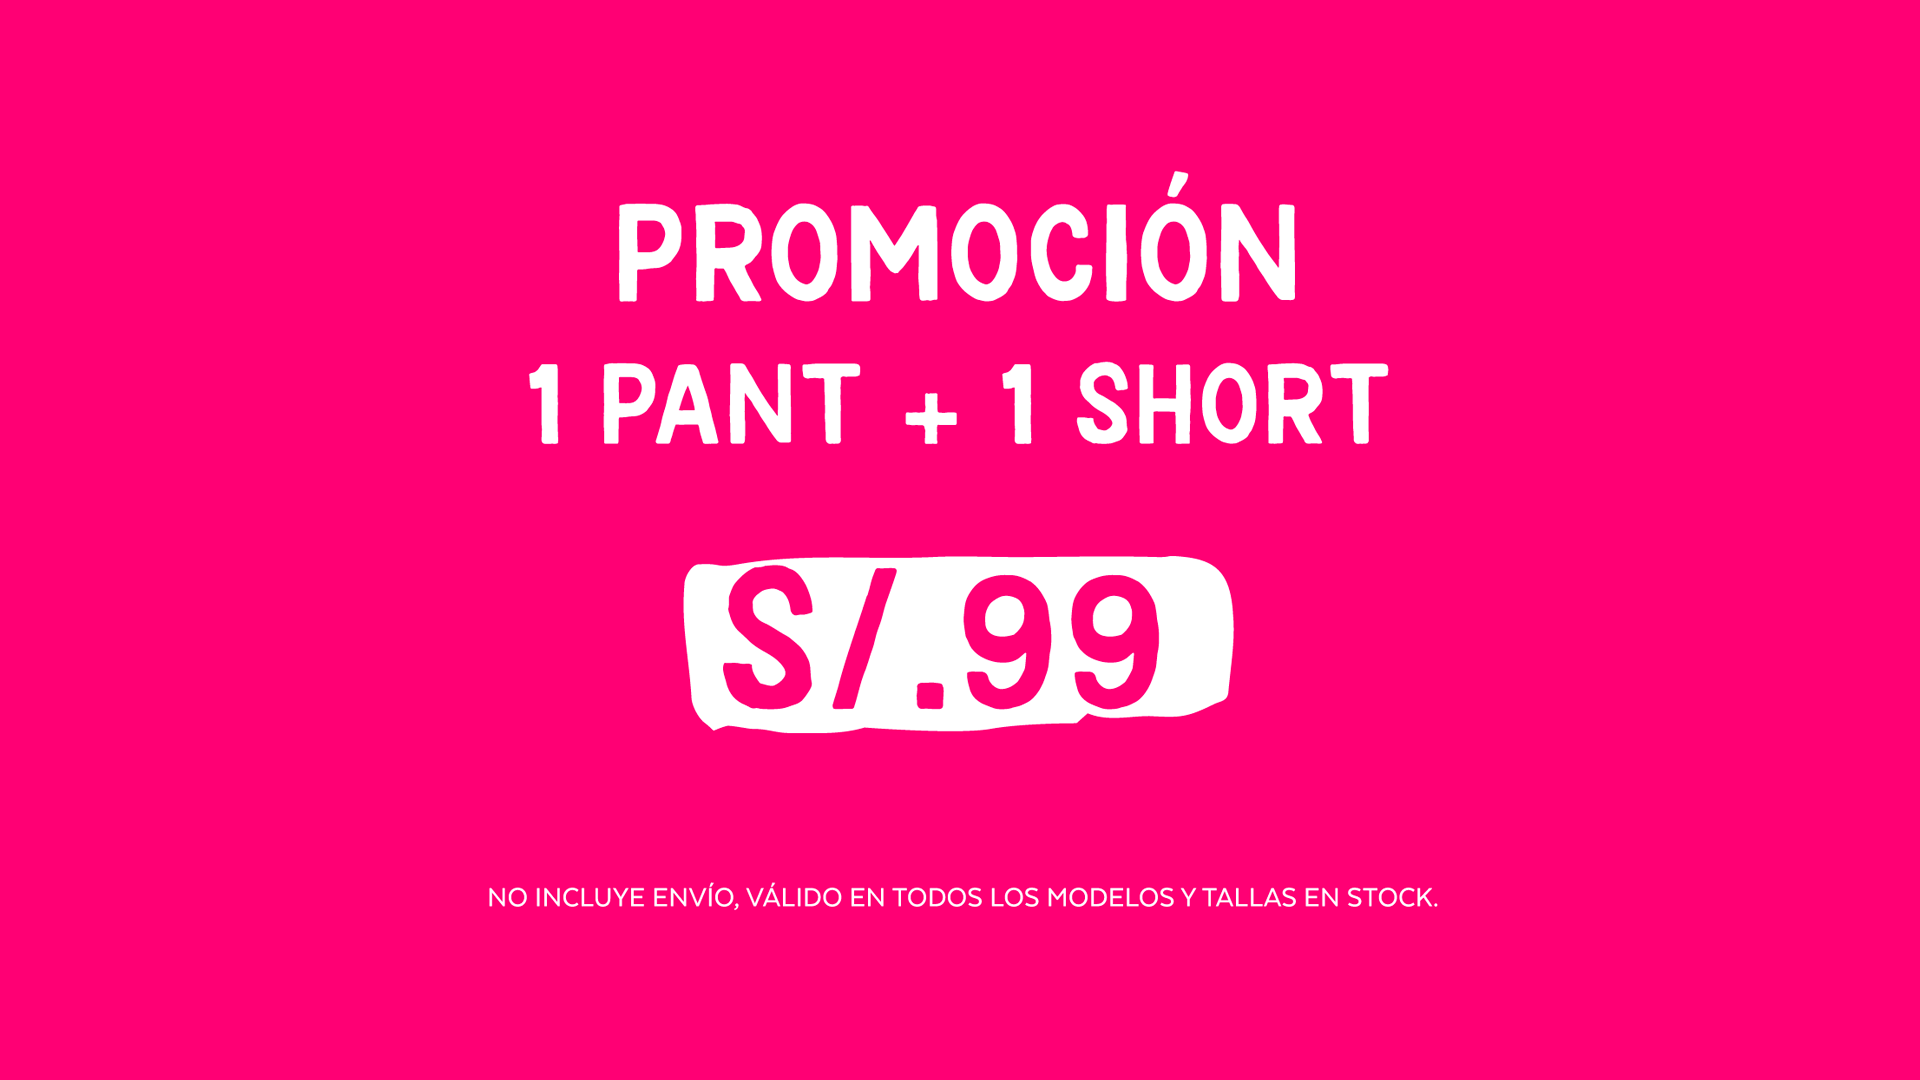 PROMOCIÓN
1 PANT + 1 SHORT
S/.99
NO INCLUYE ENVÍO, VÁLIDO EN TODOS LOS MODELOS Y TALLAS EN STOCK.